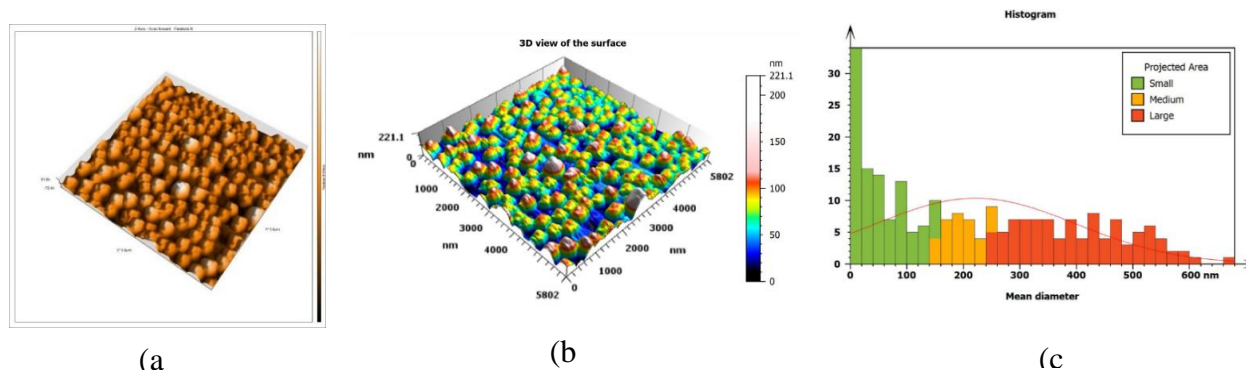 3D view of the surface
nm
221.1
200
150
100
50
0
221.1
nm
0
0
1000
2000
3000
4000
5802
nm
0
1000
2000
3000
4000
5802
nm
Histogram
Projected Area
Small
Medium
Large
30
25
20
15
10
5
0
0
100
200
300
400
500
600 nm
Mean diameter
(a
(b
(c